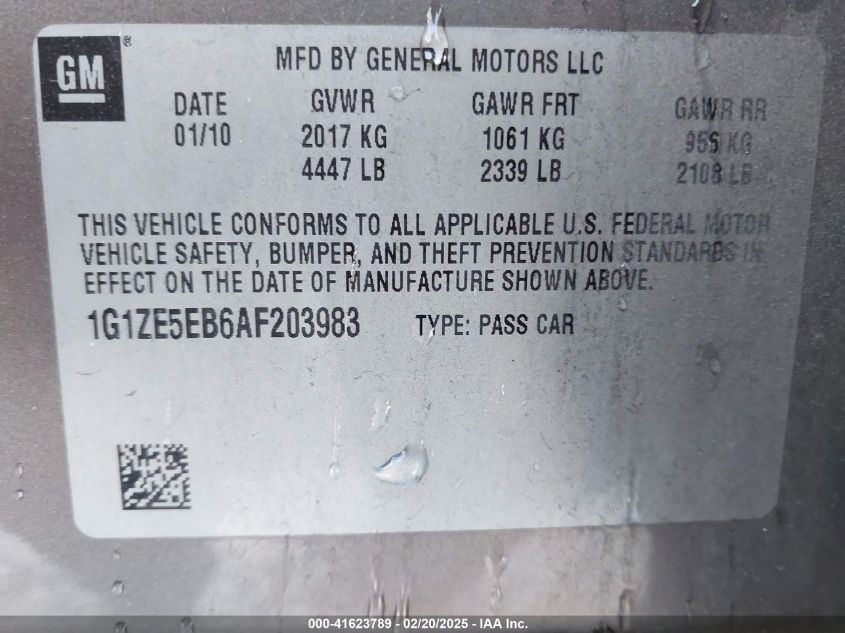 GM®
MFD BY GENERAL MOTORS LLC
DATE GVWR GAWR FRT GAWR RR
01/10 2017 KG 1061 KG 956 KG
4447 LB 2339 LB 2108 LB
THIS VEHICLE CONFORMS TO ALL APPLICABLE U.S. FEDERAL MOTOR
VEHICLE SAFETY, BUMPER, AND THEFT PREVENTION STANDARDS IN
EFFECT ON THE DATE OF MANUFACTURE SHOWN ABOVE.
1G1ZE5EB6AF203983 TYPE: PASS CAR
000-41623789 - 02/20/2025 - IAA Inc.